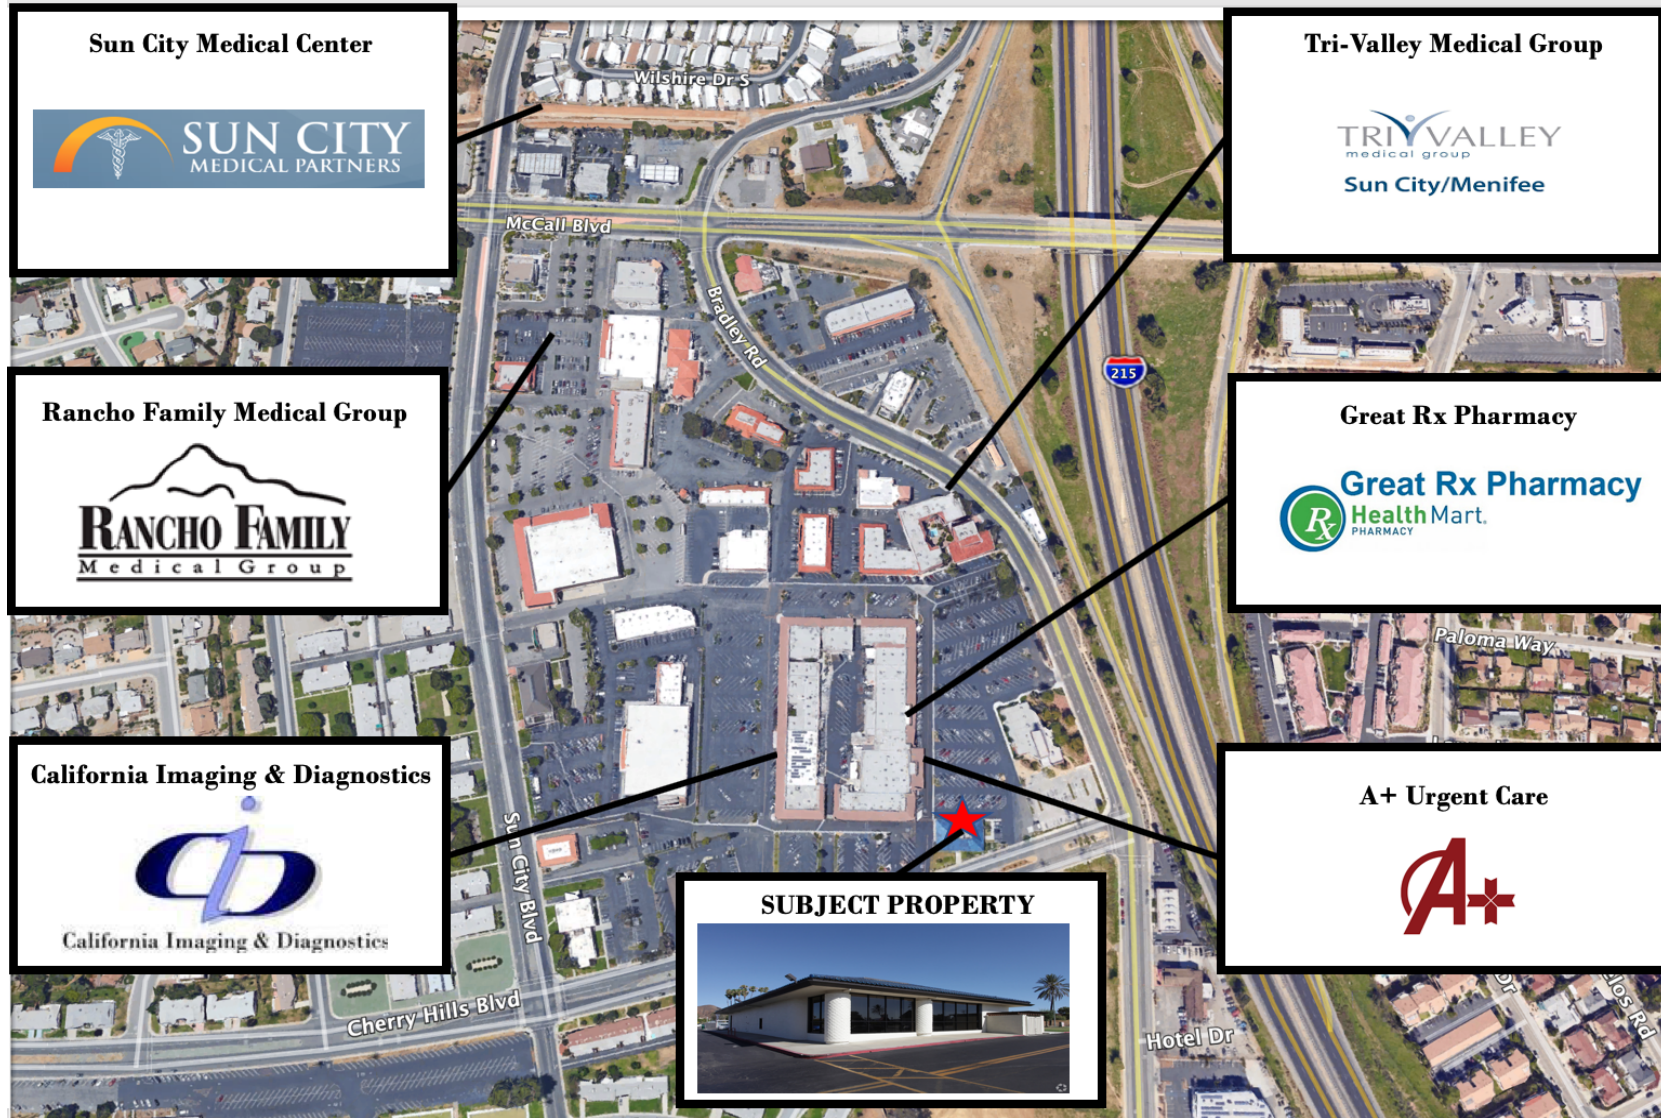 Sun City Medical Center
SUN CITY
MEDICAL PARTNERS
Tri-Valley Medical Group
TRI VALLEY
medical group
Sun City/Menifee
Wilshire Dr S
McCall Blvd
Bradley Rd
215
Rancho Family Medical Group
RANCHO FAMILY
Medical Group
Great Rx Pharmacy
Great Rx Pharmacy
Rx
Health Mart.
PHARMACY
Paloma Way
California Imaging & Diagnostics
CID
California Imaging & Diagnostics
Sun City Blvd
A+ Urgent Care
A+
SUBJECT PROPERTY
Cherry Hills Blvd
Hotel Dr
Dr
Rd